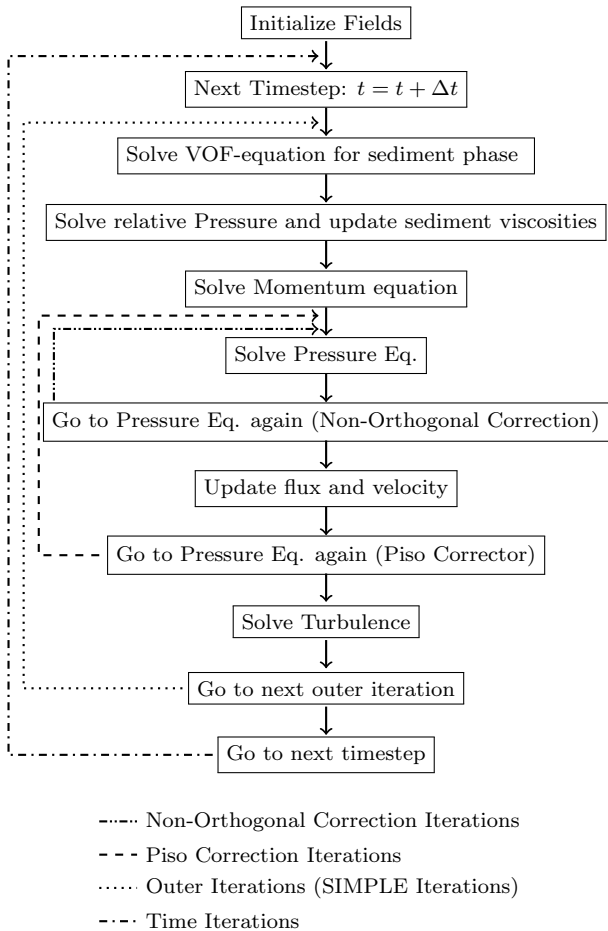 Initialize Fields
Next Timestep: t = t + Δt
Solve VOF-equation for sediment phase
Solve relative Pressure and update sediment viscosities
Solve Momentum equation
Solve Pressure Eq.
Go to Pressure Eq. again (Non-Orthogonal Correction)
Update flux and velocity
Go to Pressure Eq. again (Piso Corrector)
Solve Turbulence
Go to next outer iteration
Go to next timestep
Non-Orthogonal Correction Iterations
Piso Correction Iterations
Outer Iterations (SIMPLE Iterations)
Time Iterations